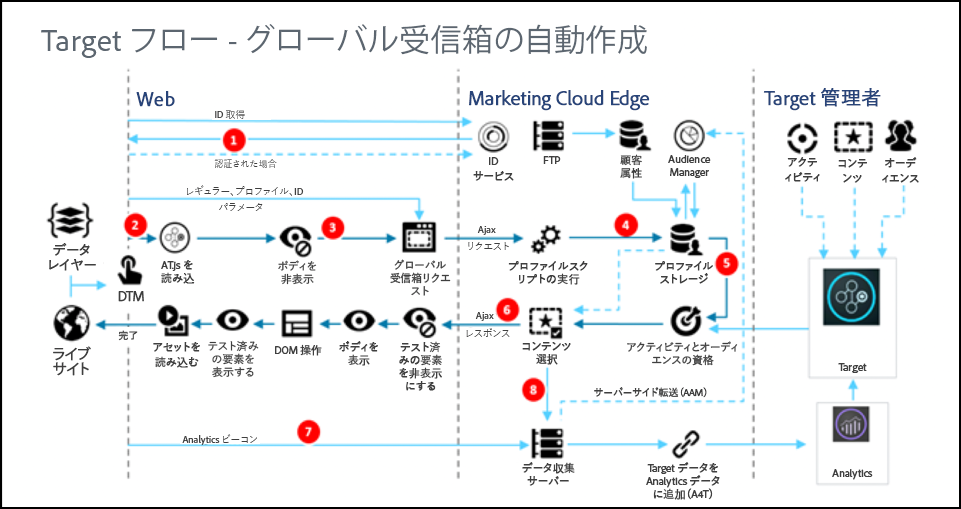 Target フロー - グローバル受信箱の自動作成
Web
Marketing Cloud Edge
Target 管理者
ID 取得
1
認証された場合
ID
サービス
FTP
顧客
属性
Audience
Manager
アクテ
ィビティ
コンテ
ンツ
オーデ
ィエンス
レギュラー、プロファイル、ID
パラメータ
データ
レイヤー
2
ATJs を
読み込
ボディを
非表示
3
グローバル
受信箱リクエ
スト
Ajax
リクエスト
プロファイルスク
リプトの実行
4
プロファイル
ストレージ
5
DTM
ライブ
サイト
完了
アセットを
読み込む
テスト済み
の要素を
表示する
DOM 操作
ボディを
表示
テスト済
みの要素
を非表示
にする
6
Ajax
レスポンス
コンテンツ
選択
アクティビティとオーディ
エンスの資格
Target
8
サーバーサイド転送 (AAM)
Analytics ビーコン
7
データ収集
サーバー
Target データを
Analytics データ
に追加 (A4T)
Analytics